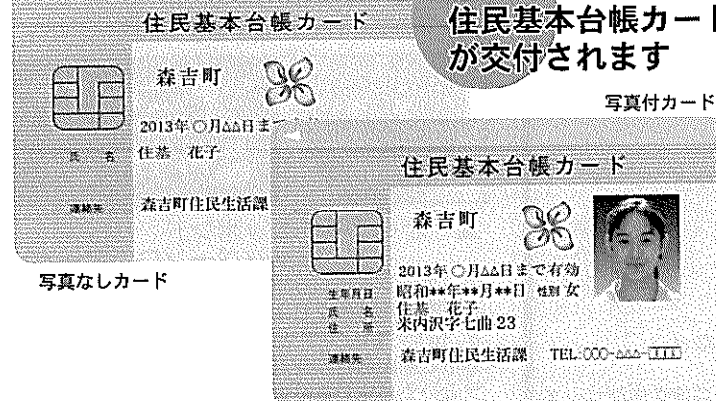 住民基本台帳カード
が交付されます
写真付カード
住民基本台帳カード
森吉町
2013年○月△△日まで
氏 名 住基 花子
連絡先 森吉町住民生活課
写真なしカード
住民基本台帳カード
森吉町
2013年○月△△日まで有効
生年月日 昭和**年**月**日 性別 女
氏 名 住基 花子
住 所 米内沢字七曲 23
連絡先 森吉町住民生活課 TEL:○○○-△△△-□□□□